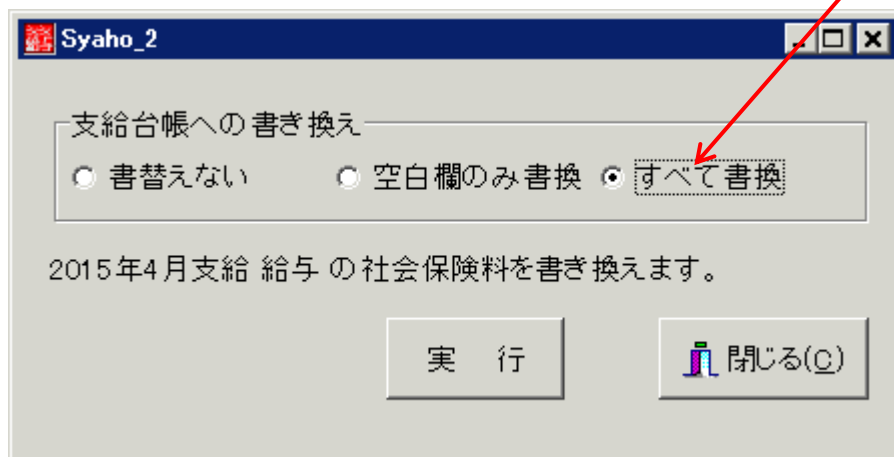 Syaho_2
支給台帳への書き換え
書替えない 空白欄のみ書換 すべて書換
2015年4月支給 給与 の社会保険料を書き換えます。
実 行 閉じる(C)